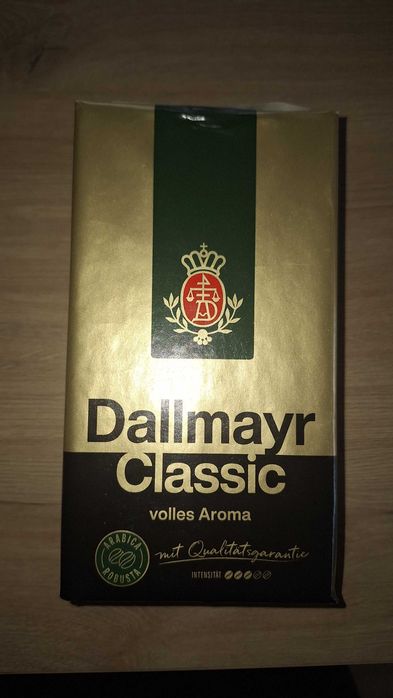 Dallmayr
Classic
volles Aroma
ARABICA
ROBUSTA
mit Qualitätsgarantie
INTENSITÄT